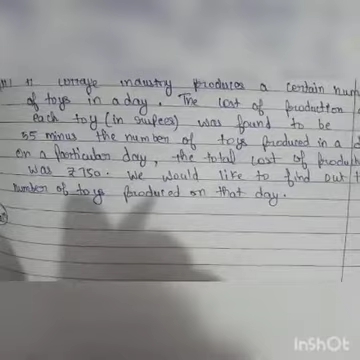 A cottage industry produces a certain num
of toys in a day. The cost of production
each toy (in rupees) was found to be
55 minus the number of toys produced in a d
on a particular day, the total cost of produc
was ₹750. We would like to find out t
number of toys produced on that day.
InShOt